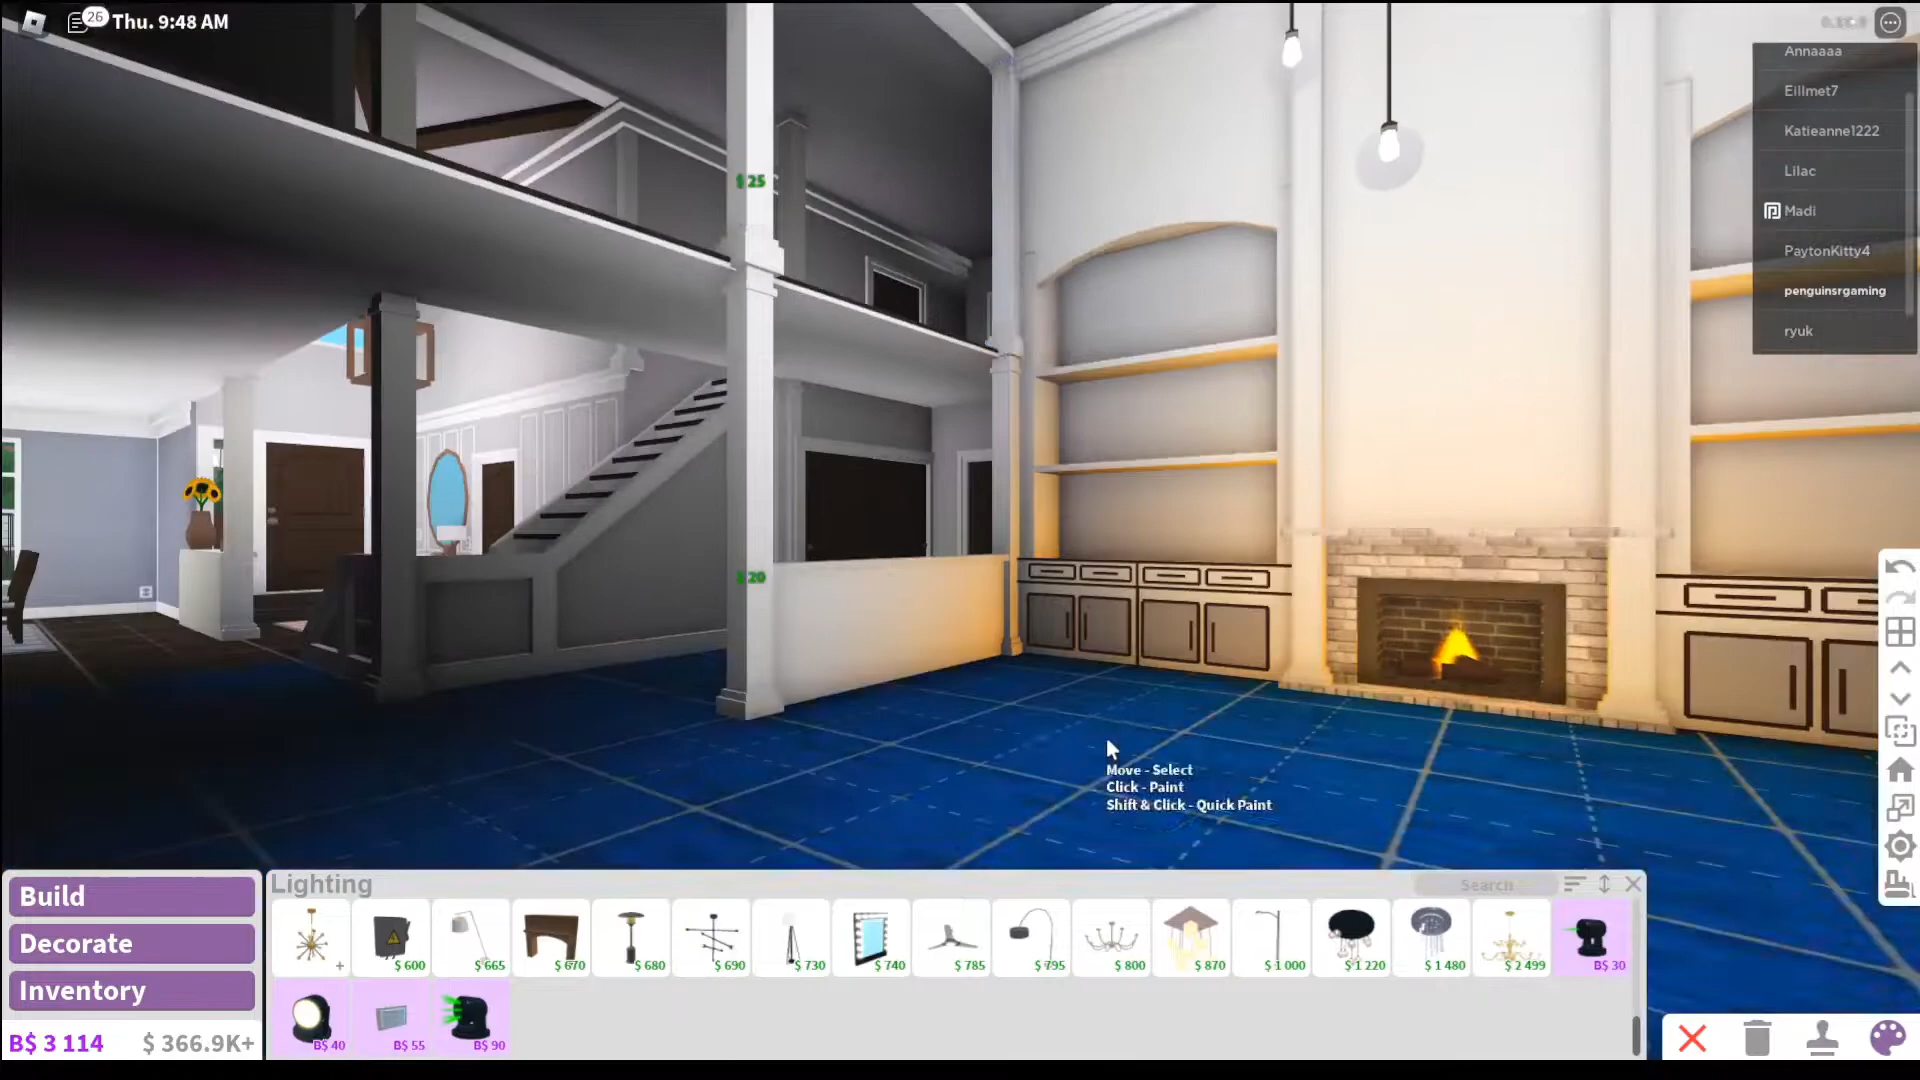 26 Thu. 9:48 AM
Annaaaa
Eillmet7
Katieanne1222
Lilac
Madi
PaytonKitty4
penguinsrgaming
ryuk
$ 25
$ 20
Move - Select
Click - Paint
Shift & Click - Quick Paint
Build
Decorate
Inventory
B$ 3 114 $ 366.9K+
Lighting
Search
+ $ 600 $ 665 $ 670 $ 680 $ 690 $ 730 $ 740 $ 785 $ 795 $ 800 $ 870 $ 1 000 $ 1 220 $ 1 480 $ 2 499 B$ 30
B$ 40 B$ 55 B$ 90